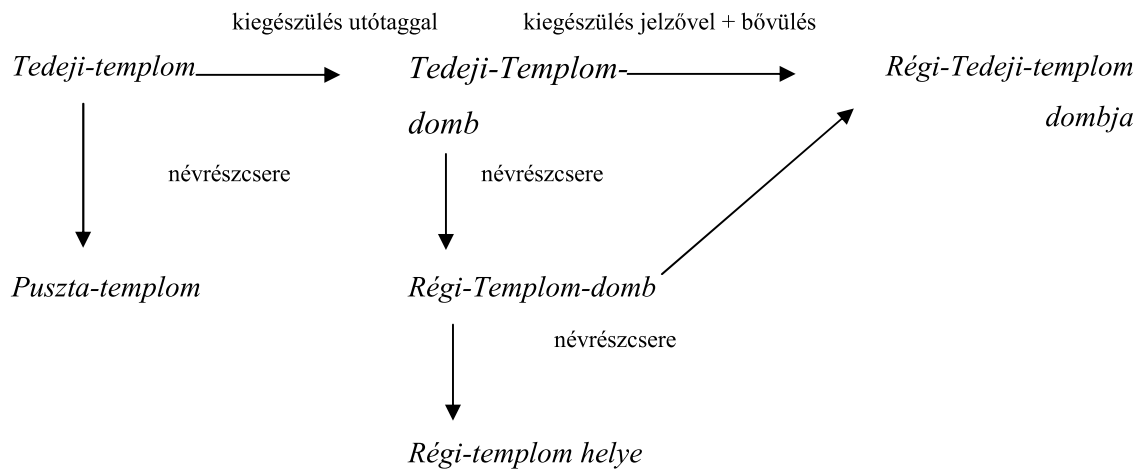 kiegészülés utótaggal kiegészülés jelzővel + bővülés
Tedeji-templom Tedeji-Templom- Régi-Tedeji-templom
domb dombja
névrészcsere névrészcsere
Puszta-templom Régi-Templom-domb
névrészcsere
Régi-templom helye